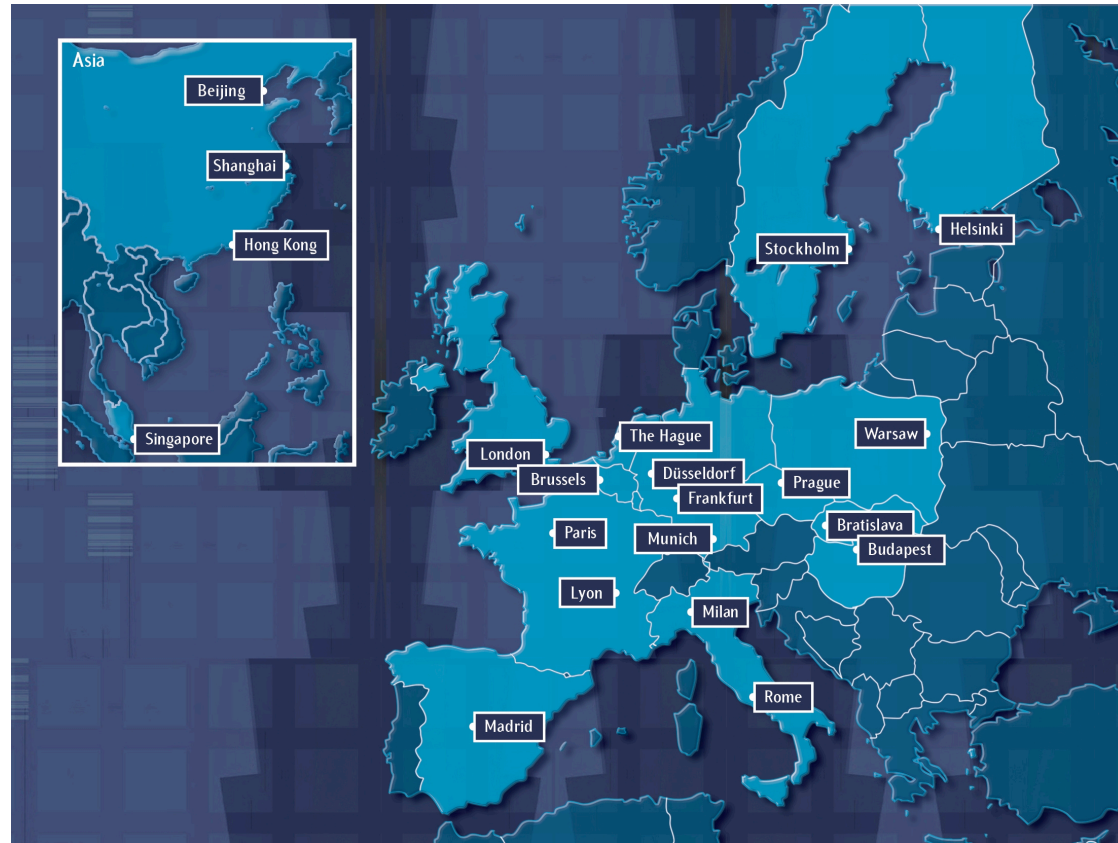 Asia
Beijing
Shanghai
Hong Kong
Singapore
Helsinki
Stockholm
The Hague
Warsaw
London
Düsseldorf
Brussels
Prague
Frankfurt
Bratislava
Paris
Munich
Budapest
Lyon
Milan
Rome
Madrid